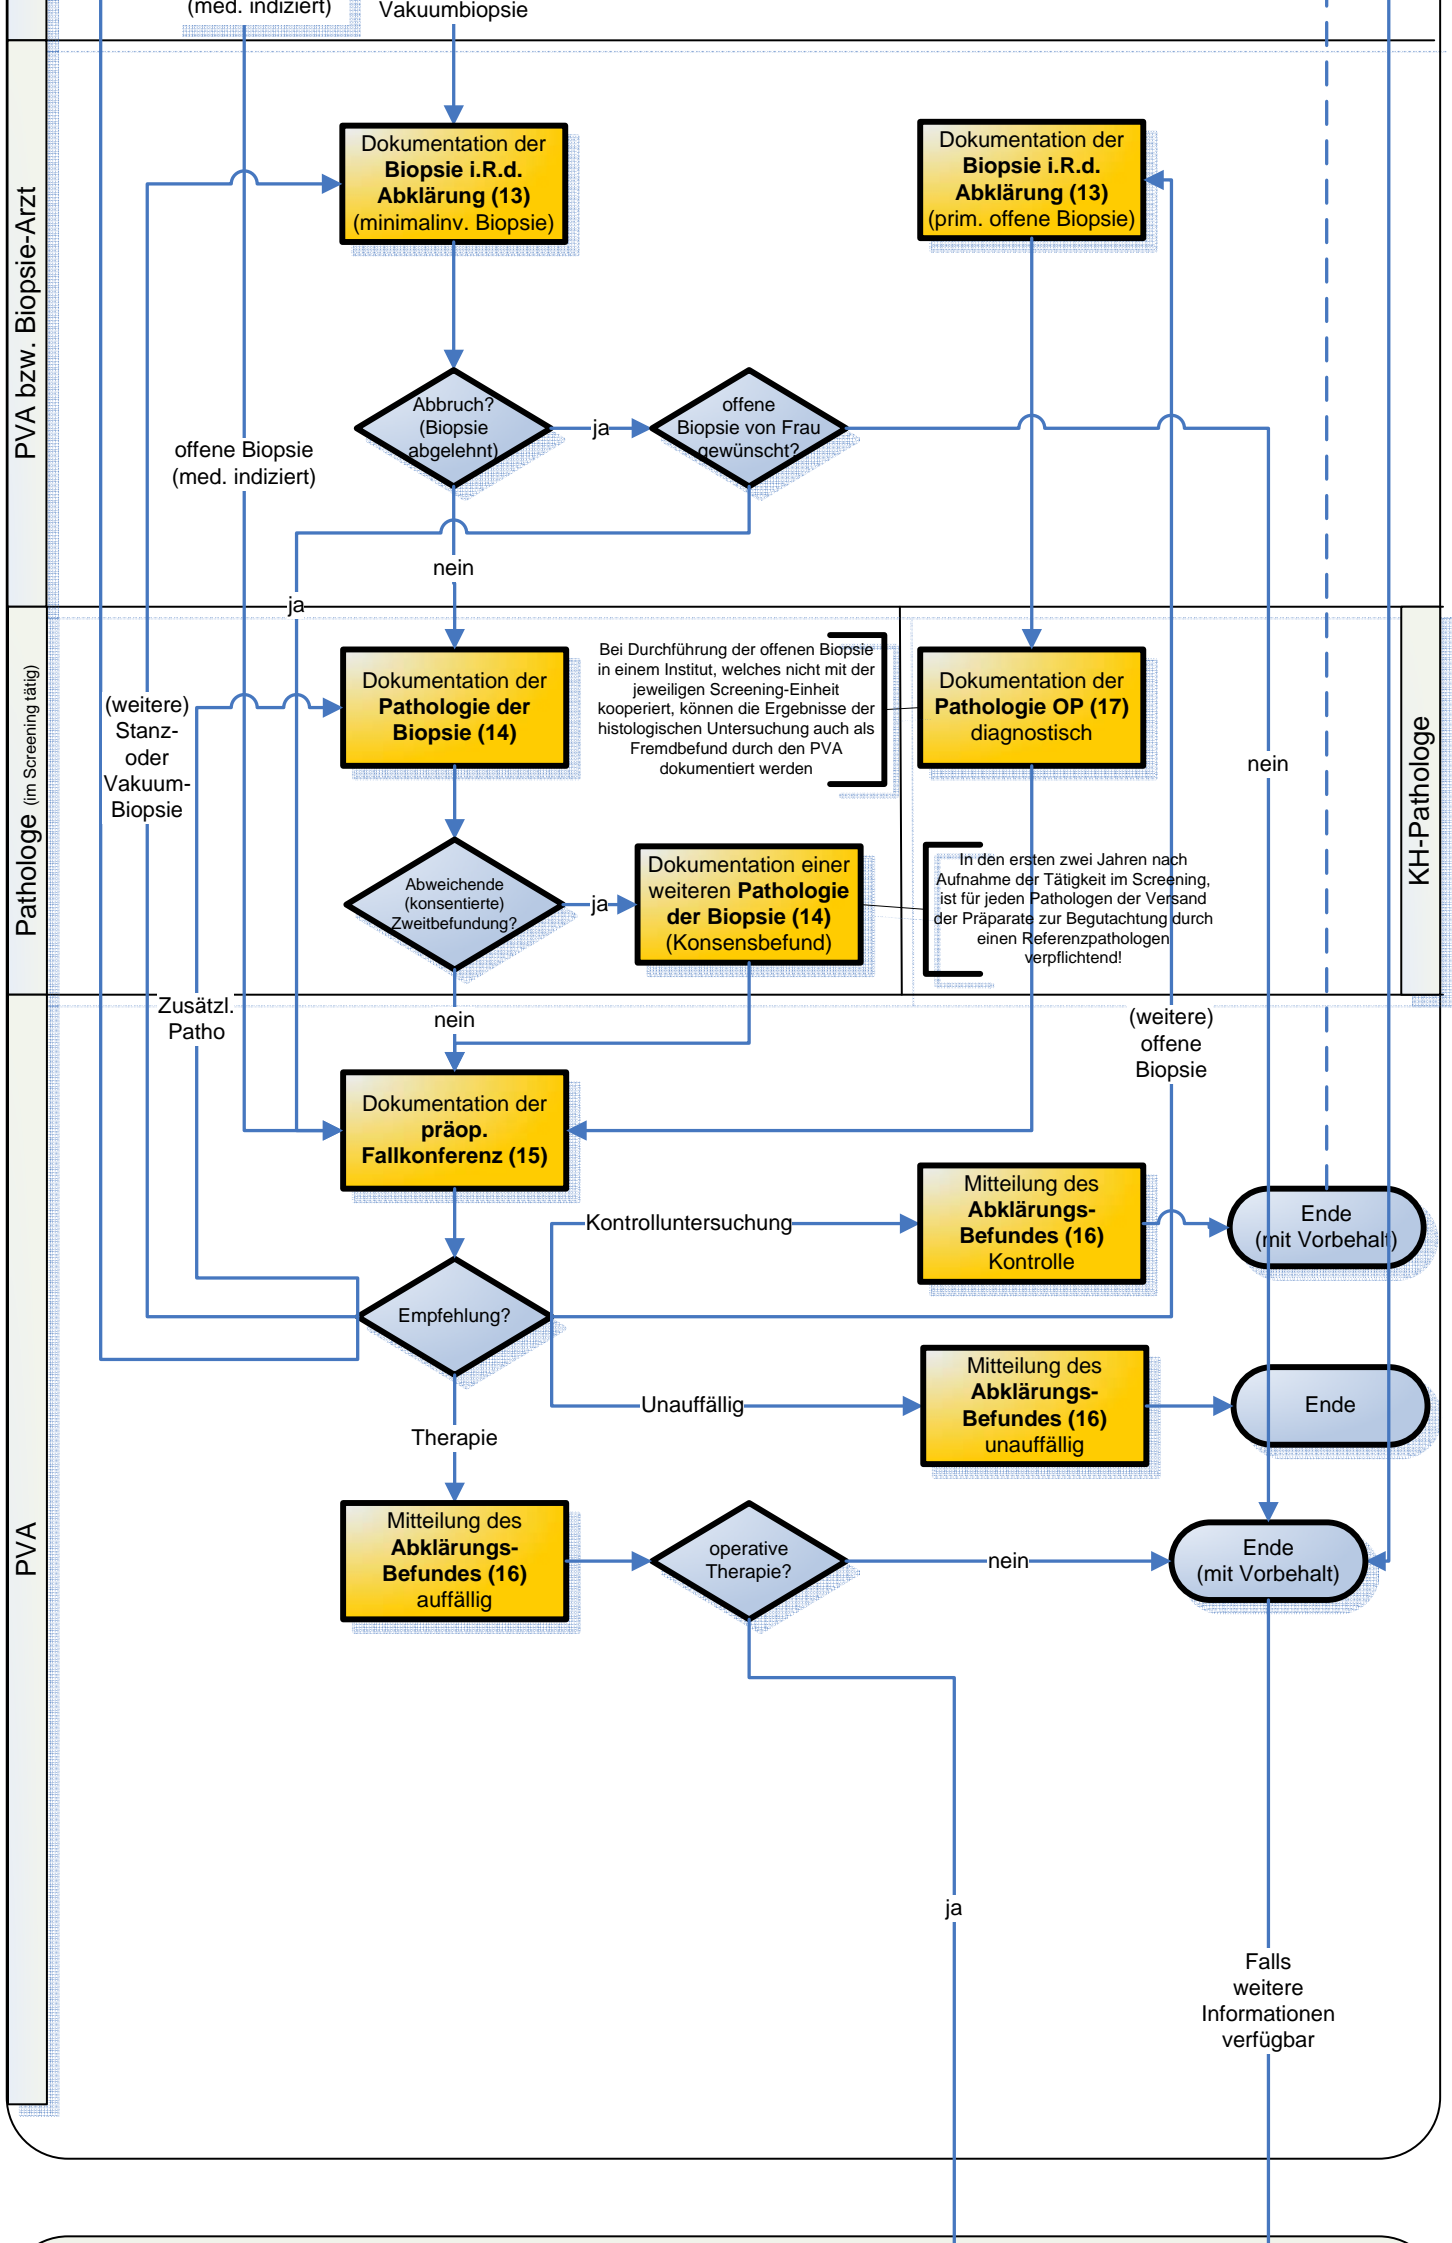 (med. indiziert)
Vakuumbiopsie
PVA bzw. Biopsie-Arzt
Dokumentation der
Biopsie i.R.d.
Abklärung (13)
(minimalinv. Biopsie)
Dokumentation der
Biopsie i.R.d.
Abklärung (13)
(prim. offene Biopsie)
Abbruch?
(Biopsie
abgelehnt)
ja
offene
Biopsie von Frau
gewünscht?
offene Biopsie
(med. indiziert)
nein
ja
Pathologe (im Screening tätig)
KH-Pathologe
Dokumentation der
Pathologie der
Biopsie (14)
Bei Durchführung der offenen Biopsie
in einem Institut, welches nicht mit der
jeweiligen Screening-Einheit
kooperiert, können die Ergebnisse der
histologischen Untersuchung auch als
Fremdbefund durch den PVA
dokumentiert werden
Dokumentation der
Pathologie OP (17)
diagnostisch
(weitere)
Stanz-
oder
Vakuum-
Biopsie
nein
Abweichende
(konsentierte)
Zweitbefundung?
ja
Dokumentation einer
weiteren Pathologie
der Biopsie (14)
(Konsensbefund)
In den ersten zwei Jahren nach
Aufnahme der Tätigkeit im Screening,
ist für jeden Pathologen der Versand
der Präparate zur Begutachtung durch
einen Referenzpathologen
verpflichtend!
PVA
Zusätzl.
Patho
nein
(weitere)
offene
Biopsie
Dokumentation der
präop.
Fallkonferenz (15)
Kontrolluntersuchung
Mitteilung des
Abklärungs-
Befundes (16)
Kontrolle
Ende
(mit Vorbehalt)
Empfehlung?
Unauffällig
Mitteilung des
Abklärungs-
Befundes (16)
unauffällig
Ende
Therapie
Mitteilung des
Abklärungs-
Befundes (16)
auffällig
operative
Therapie?
nein
Ende
(mit Vorbehalt)
ja
Falls
weitere
Informationen
verfügbar